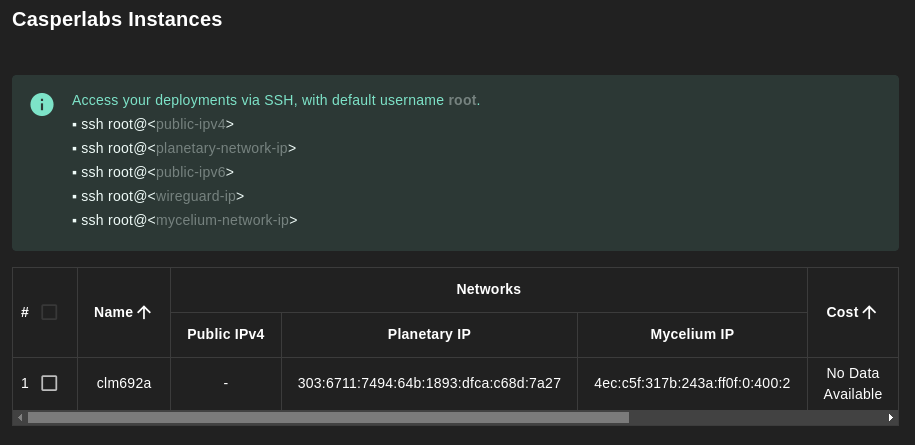 Casperlabs Instances
Access your deployments via SSH, with default username root.
▪ ssh root@<public-ipv4>
▪ ssh root@<planetary-network-ip>
▪ ssh root@<public-ipv6>
▪ ssh root@<wireguard-ip>
▪ ssh root@<mycelium-network-ip>
Networks
# Name Cost
Public IPv4 Planetary IP Mycelium IP
1 clm692a - 303:6711:7494:64b:1893:dfca:c68d:7a27 4ec:c5f:317b:243a:ff0f:0:400:2 No Data
Available